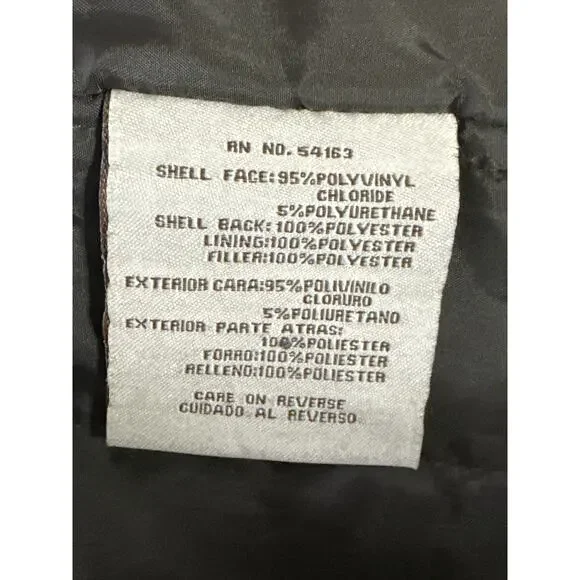 RN NO. 54163
SHELL FACE:95%POLYVINYL
CHLORIDE
5%POLYURETHANE
SHELL BACK:100%POLYESTER
LINING:100%POLYESTER
FILLER:100%POLYESTER
EXTERIOR CARA:95%POLIVINILO
CLORURO
5%POLIURETANO
EXTERIOR PARTE ATRAS:
100%POLIESTER
FORRO:100%POLIESTER
RELLENO:100%POLIESTER
CARE ON REVERSE
CUIDADO AL REVERSO